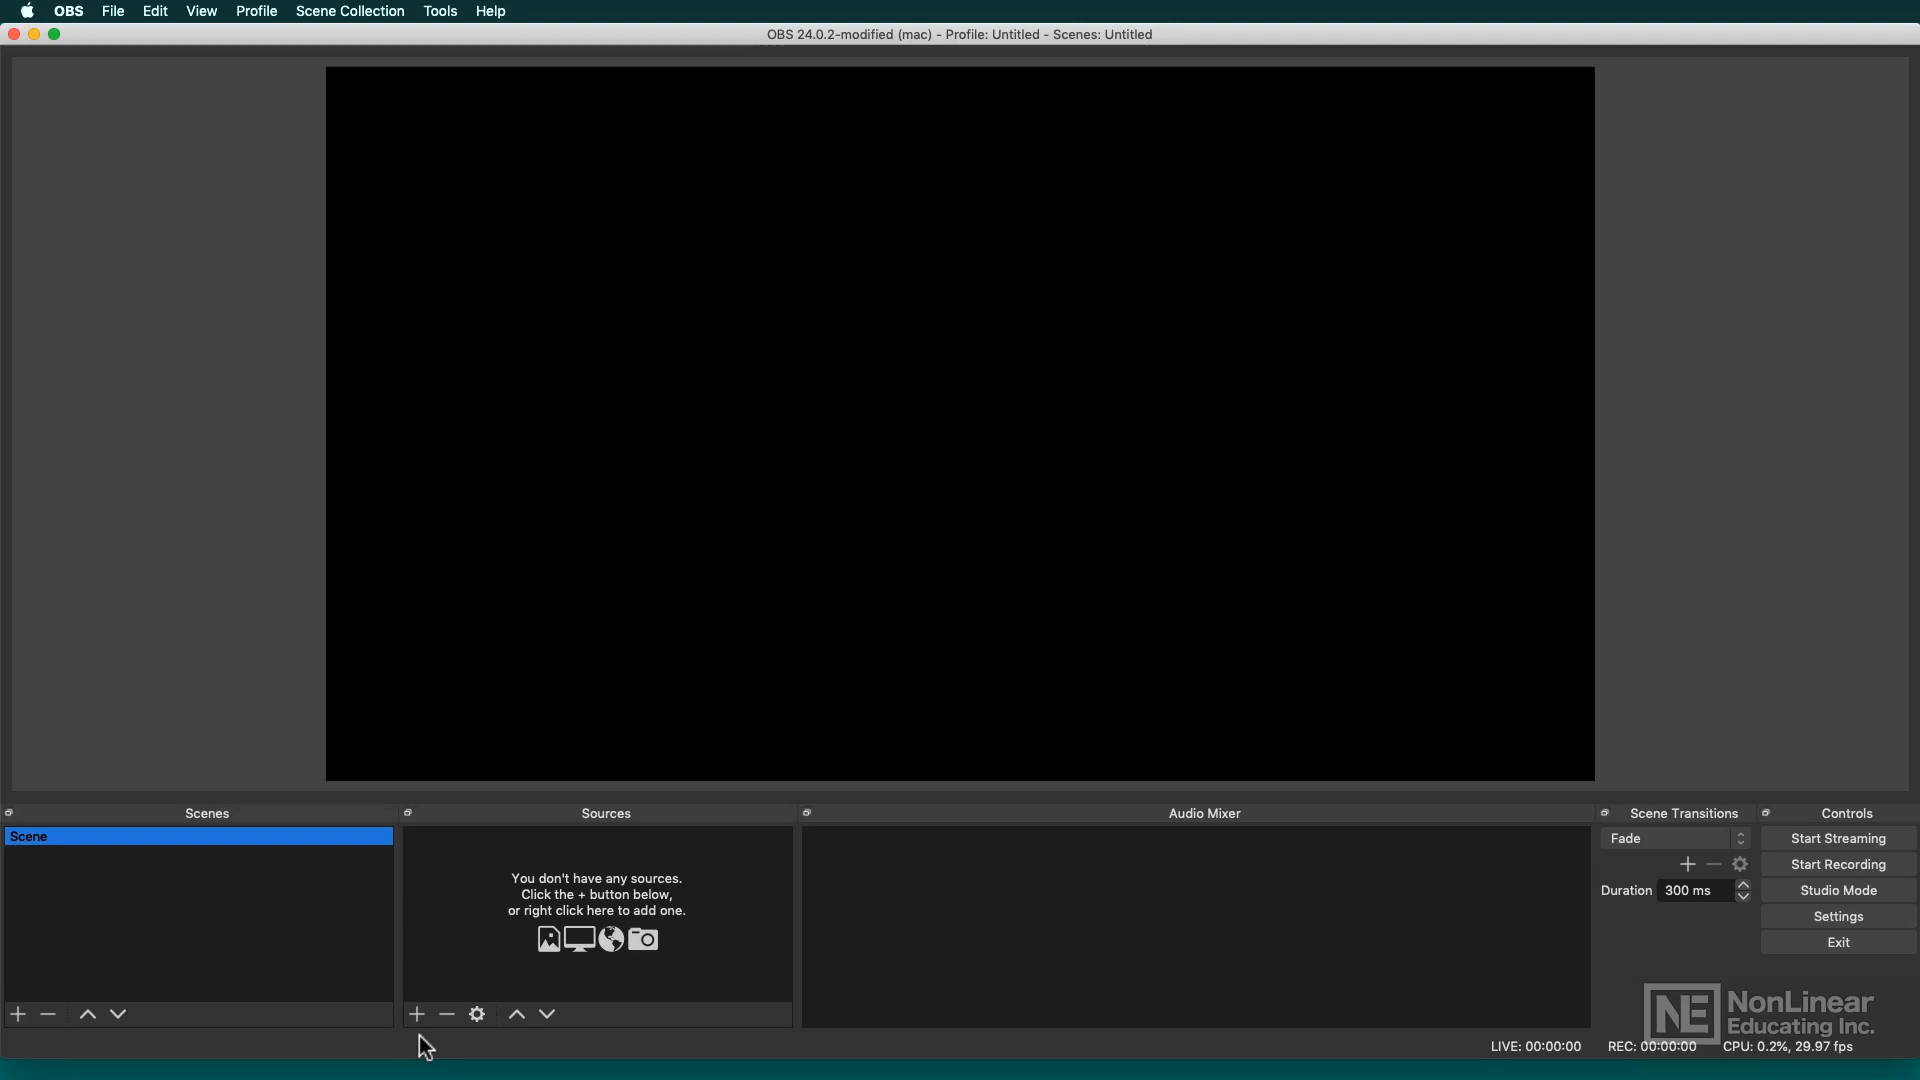 OBS File Edit View Profile Scene Collection Tools Help
OBS 24.0.2-modified (mac) - Profile: Untitled - Scenes: Untitled
Scenes
Scene
Sources
You don't have any sources.
Click the + button below,
or right click here to add one.
Audio Mixer
Scene Transitions
Fade
Duration 300 ms
Controls
Start Streaming
Start Recording
Studio Mode
Settings
Exit
NE NonLinear
Educating Inc.
LIVE: 00:00:00 REC: 00:00:00 CPU: 0.2%, 29.97 fps